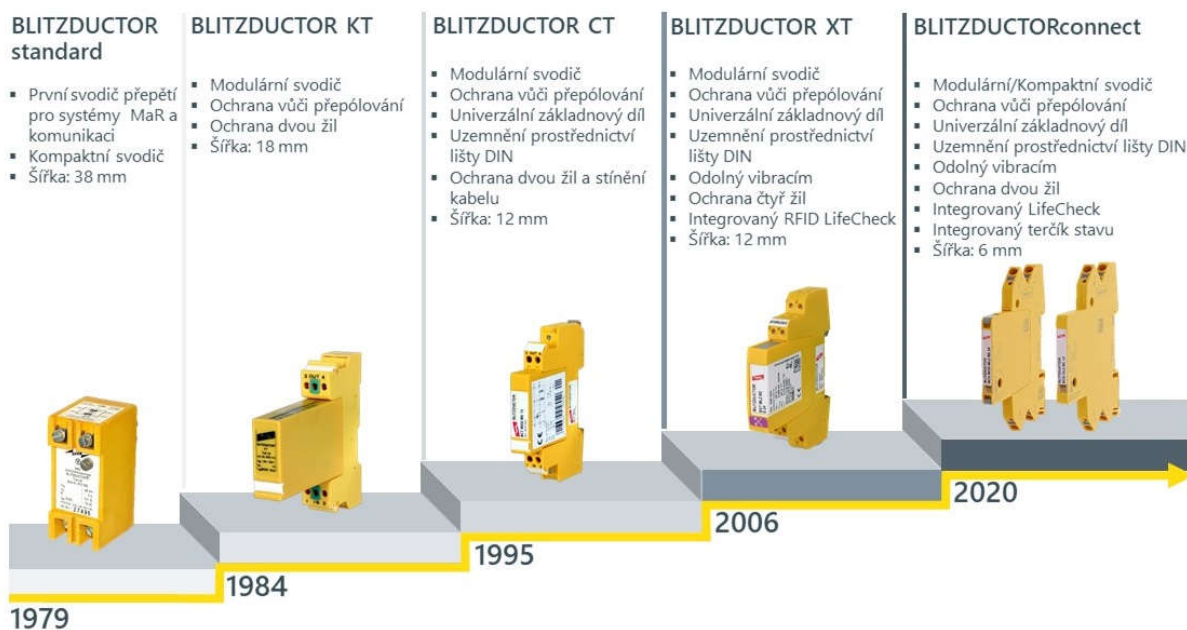 BLITZDUCTOR
standard
▪ První svodič přepětí
pro systémy MaR a
komunikaci
▪ Kompaktní svodič
▪ Šířka: 38 mm
BLITZDUCTOR KT
▪ Modulární svodič
▪ Ochrana vůči přepólování
▪ Ochrana dvou žil
▪ Šířka: 18 mm
BLITZDUCTOR CT
▪ Modulární svodič
▪ Ochrana vůči přepólování
▪ Univerzální základnový díl
▪ Uzemnění prostřednictví
lišty DIN
▪ Ochrana dvou žil a stínění
kabelu
▪ Šířka: 12 mm
BLITZDUCTOR XT
▪ Modulární svodič
▪ Ochrana vůči přepólování
▪ Univerzální základnový díl
▪ Uzemnění prostřednictví
lišty DIN
▪ Odolný vibracím
▪ Ochrana čtyř žil
▪ Integrovaný RFID LifeCheck
▪ Šířka: 12 mm
BLITZDUCTORconnect
▪ Modulární/Kompaktní svodič
▪ Ochrana vůči přepólování
▪ Univerzální základnový díl
▪ Uzemnění prostřednictví lišty DIN
▪ Odolný vibracím
▪ Ochrana dvou žil
▪ Integrovaný LifeCheck
▪ Integrovaný terčík stavu
▪ Šířka: 6 mm
1979
1984
1995
2006
2020